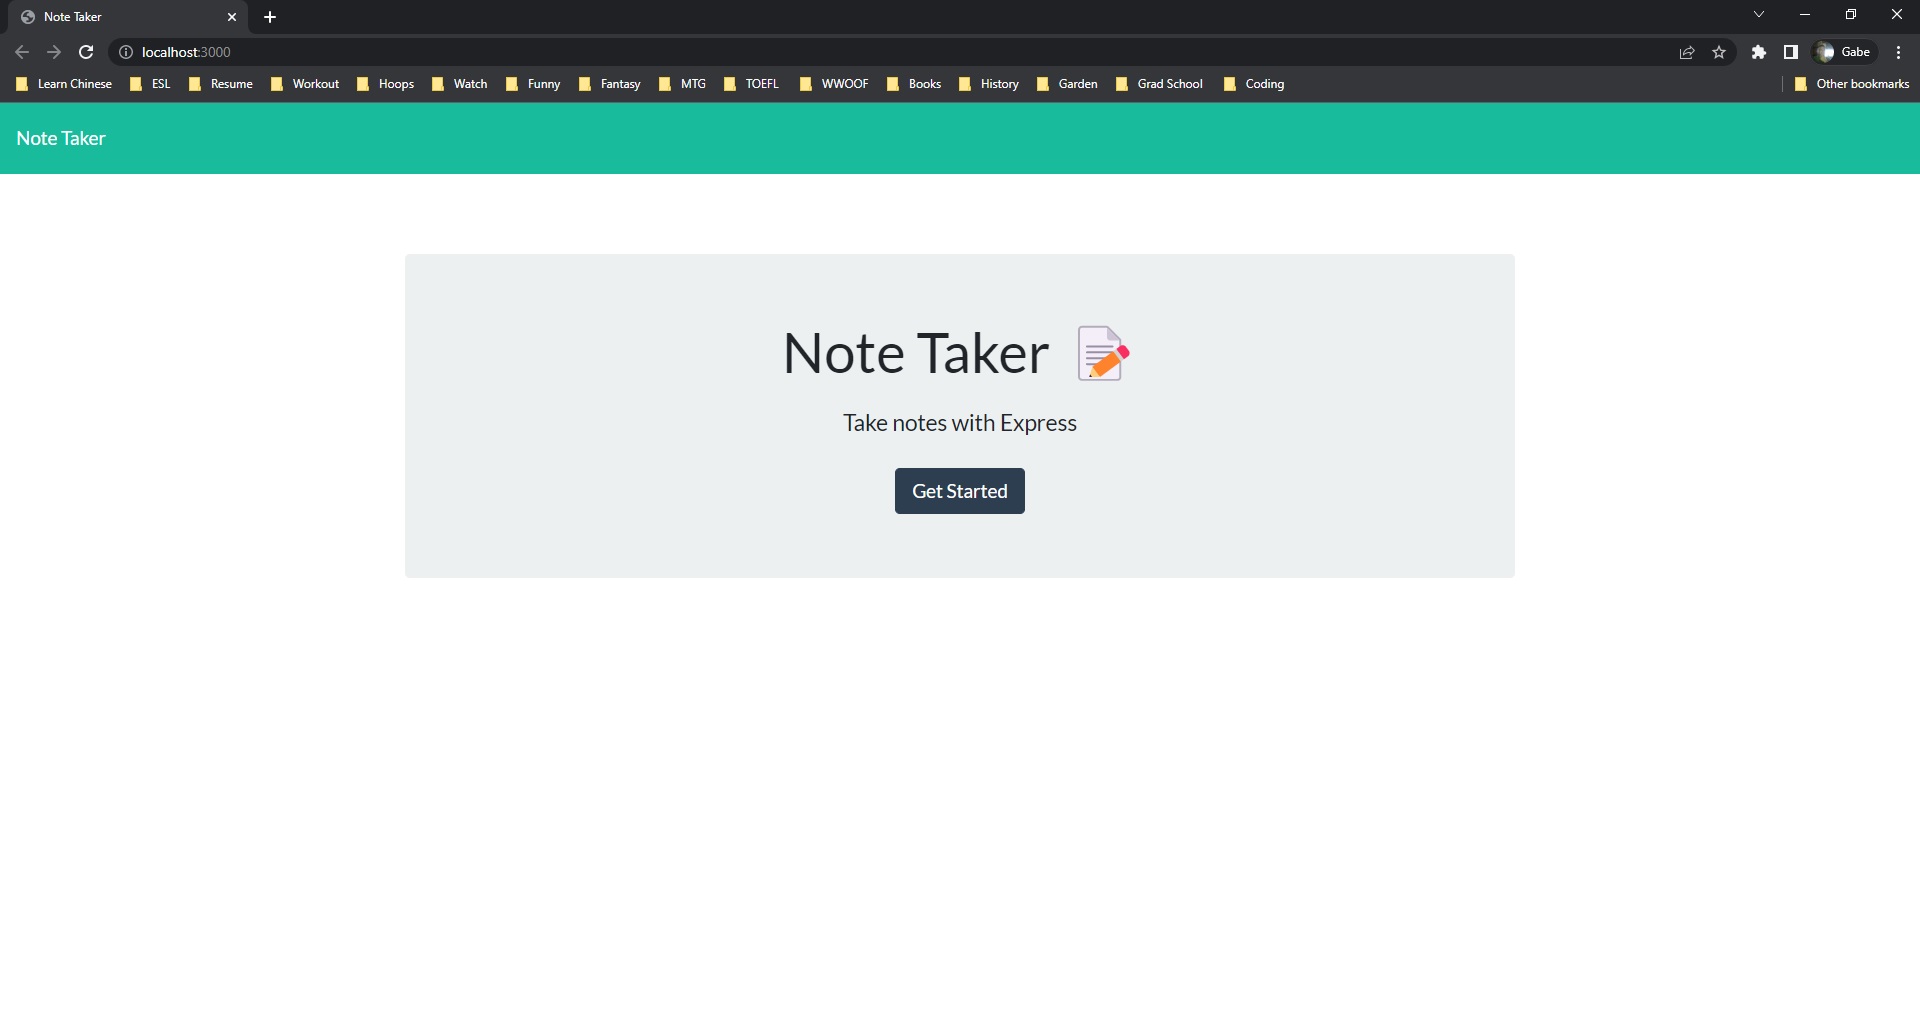 Note Taker
localhost:3000
Gabe
Learn Chinese ESL Resume Workout Hoops Watch Funny Fantasy MTG TOEFL WWOOF Books History Garden Grad School Coding Other bookmarks
Note Taker
Note Taker
Take notes with Express
Get Started